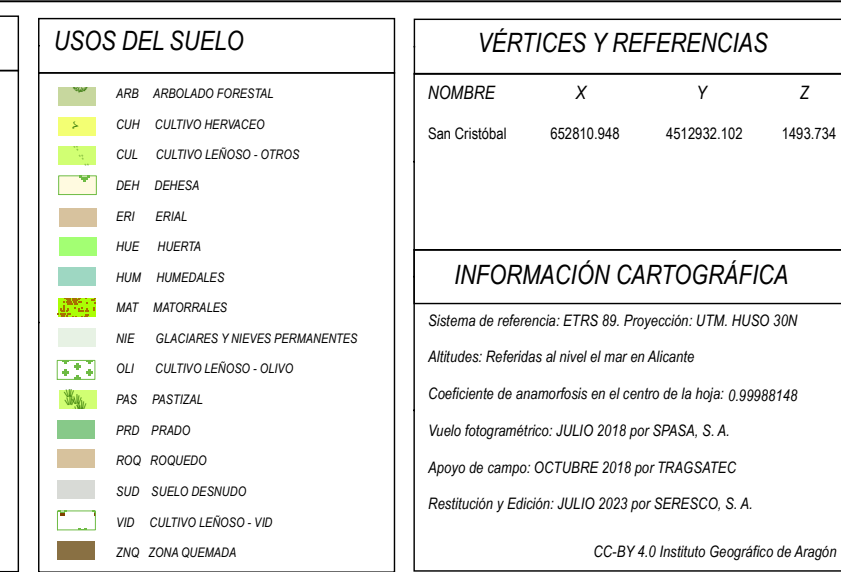 USOS DEL SUELO
ARB ARBOLADO FORESTAL
CUH CULTIVO HERVACEO
CUL CULTIVO LEÑOSO - OTROS
DEH DEHESA
ERI ERIAL
HUE HUERTA
HUM HUMEDALES
MAT MATORRALES
NIE GLACIARES Y NIEVES PERMANENTES
OLI CULTIVO LEÑOSO - OLIVO
PAS PASTIZAL
PRD PRADO
ROQ ROQUEDO
SUD SUELO DESNUDO
VID CULTIVO LEÑOSO - VID
ZNQ ZONA QUEMADA
VÉRTICES Y REFERENCIAS
NOMBRE X Y Z
San Cristóbal 652810.948 4512932.102 1493.734
INFORMACIÓN CARTOGRÁFICA
Sistema de referencia: ETRS 89. Proyección: UTM. HUSO 30N
Altitudes: Referidas al nivel el mar en Alicante
Coeficiente de anamorfosis en el centro de la hoja: 0.99988148
Vuelo fotogramétrico: JULIO 2018 por SPASA, S. A.
Apoyo de campo: OCTUBRE 2018 por TRAGSATEC
Restitución y Edición: JULIO 2023 por SERESCO, S. A.
CC-BY 4.0 Instituto Geográfico de Aragón